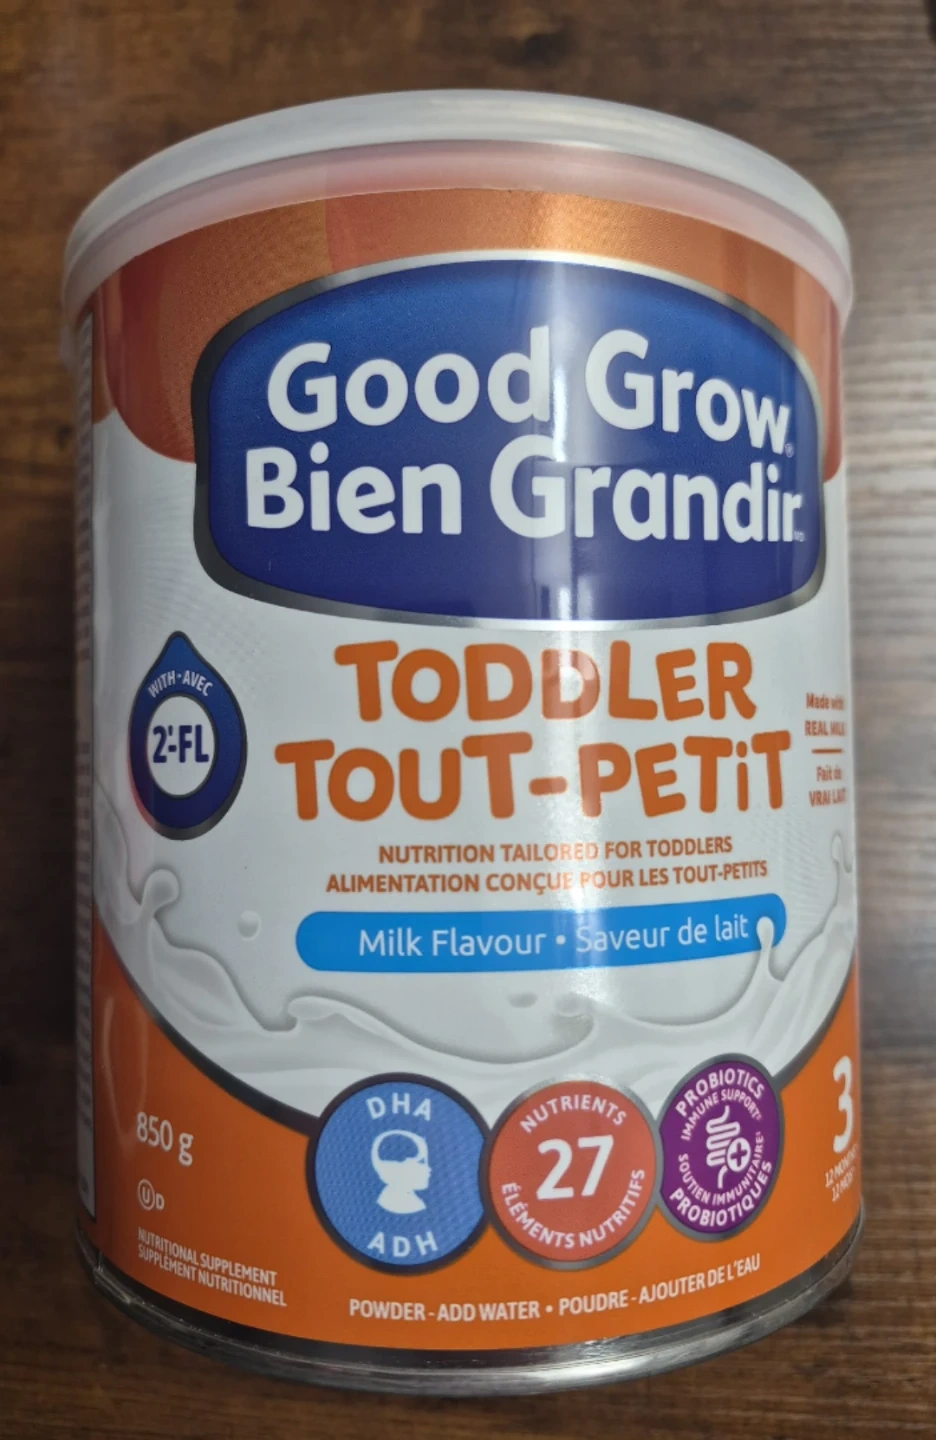 Good Grow®
Bien Grandir
TODDLER
TOUT-PETiT
WITH • AVEC
2'-FL
Made with
REAL MILK
Fait de
VRAI LAIT
NUTRITION TAILORED FOR TODDLERS
ALIMENTATION CONÇUE POUR LES TOUT-PETITS
Milk Flavour • Saveur de lait
850 g
U D
NUTRITIONAL SUPPLEMENT
SUPPLÉMENT NUTRITIONNEL
DHA
ADH
NUTRIENTS
27
ÉLÉMENTS NUTRITIFS
PROBIOTICS
IMMUNE SUPPORT
SOUTIEN IMMUNITAIRE
PROBIOTIQUES
3
POWDER - ADD WATER • POUDRE - AJOUTER DE L'EAU